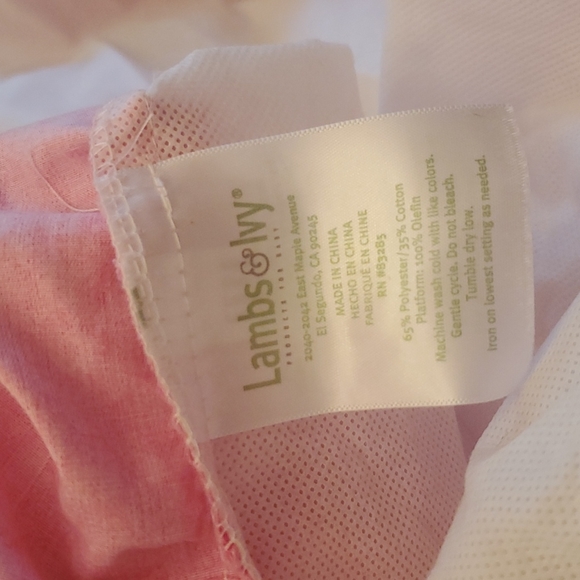 Lambs & Ivy®
PRODUCTS FOR BABY
2040-2042 East Maple Avenue
El Segundo, CA 90245
MADE IN CHINA
HECHO EN CHINA
FABRIQUE EN CHINE
RN #83285
65% Polyester/35% Cotton
Platform: 100% Olefin
Machine wash cold with like colors.
Gentle cycle. Do not bleach.
Tumble dry low.
Iron on lowest setting as needed.